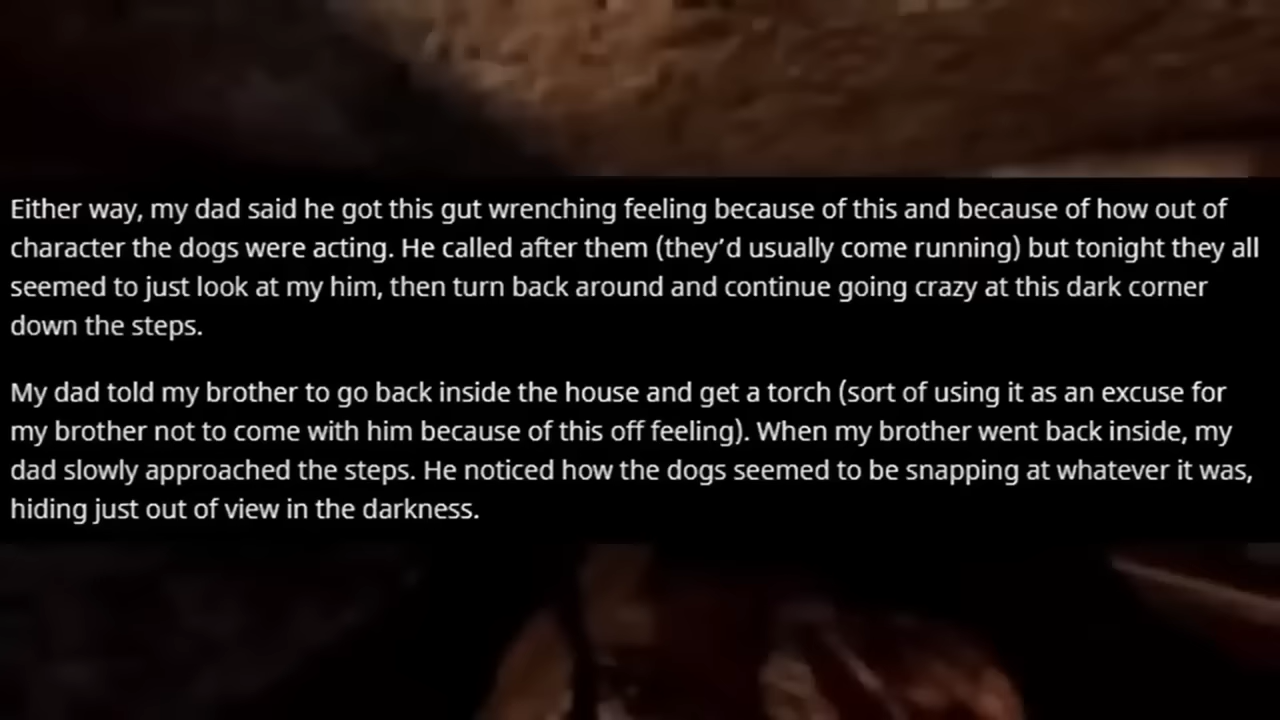 Either way, my dad said he got this gut wrenching feeling because of this and because of how out of
character the dogs were acting. He called after them (they’d usually come running) but tonight they all
seemed to just look at my him, then turn back around and continue going crazy at this dark corner
down the steps.
My dad told my brother to go back inside the house and get a torch (sort of using it as an excuse for
my brother not to come with him because of this off feeling). When my brother went back inside, my
dad slowly approached the steps. He noticed how the dogs seemed to be snapping at whatever it was,
hiding just out of view in the darkness.